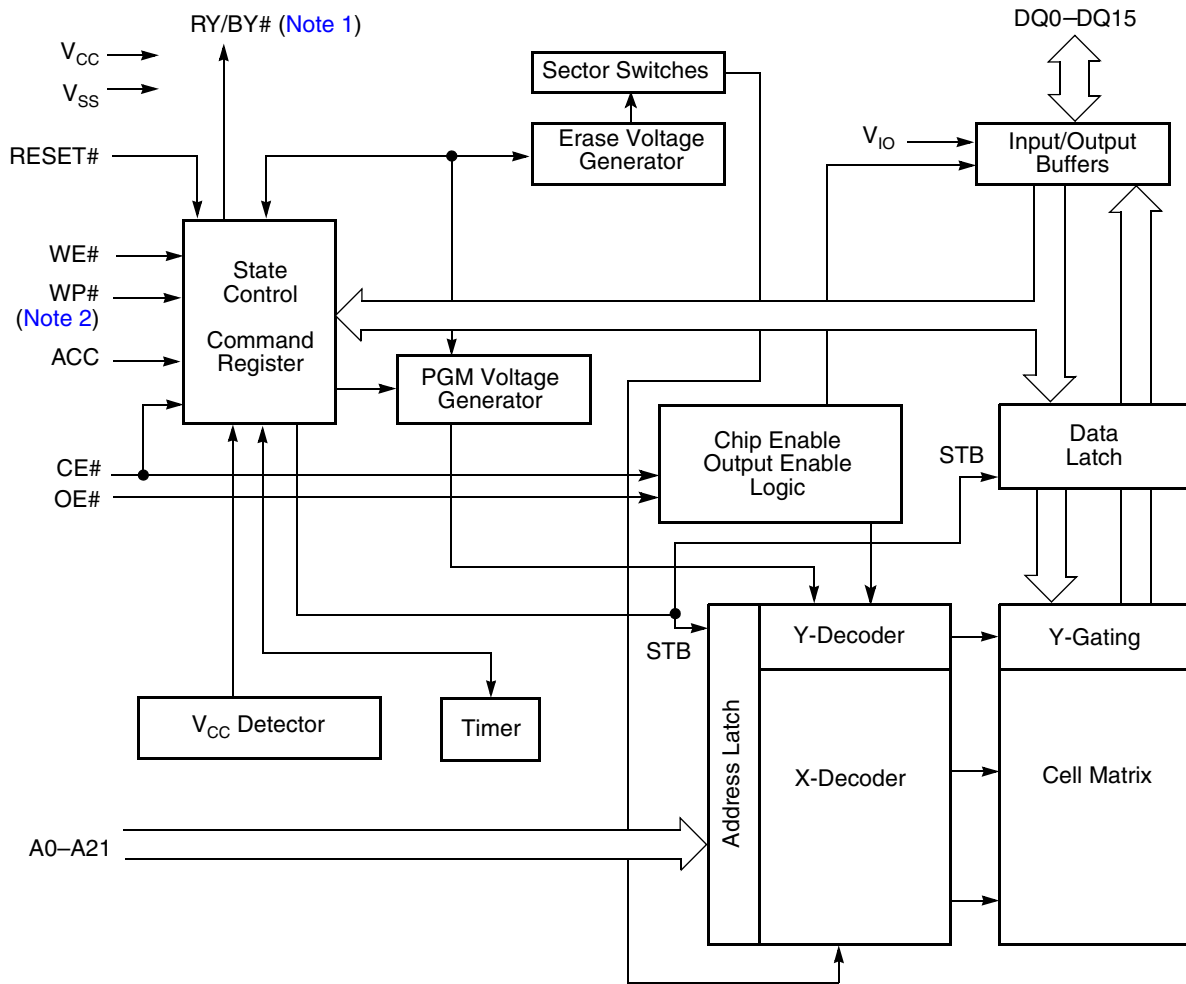 RY/BY# (Note 1)
DQ0–DQ15
VCC
VSS
Sector Switches
Erase Voltage
Generator
VIO
Input/Output
Buffers
RESET#
WE#
WP#
(Note 2)
ACC
CE#
OE#
State
Control
Command
Register
PGM Voltage
Generator
Chip Enable
Output Enable
Logic
STB
Data
Latch
STB
Address Latch
Y-Decoder
Y-Gating
X-Decoder
Cell Matrix
VCC Detector
Timer
A0–A21